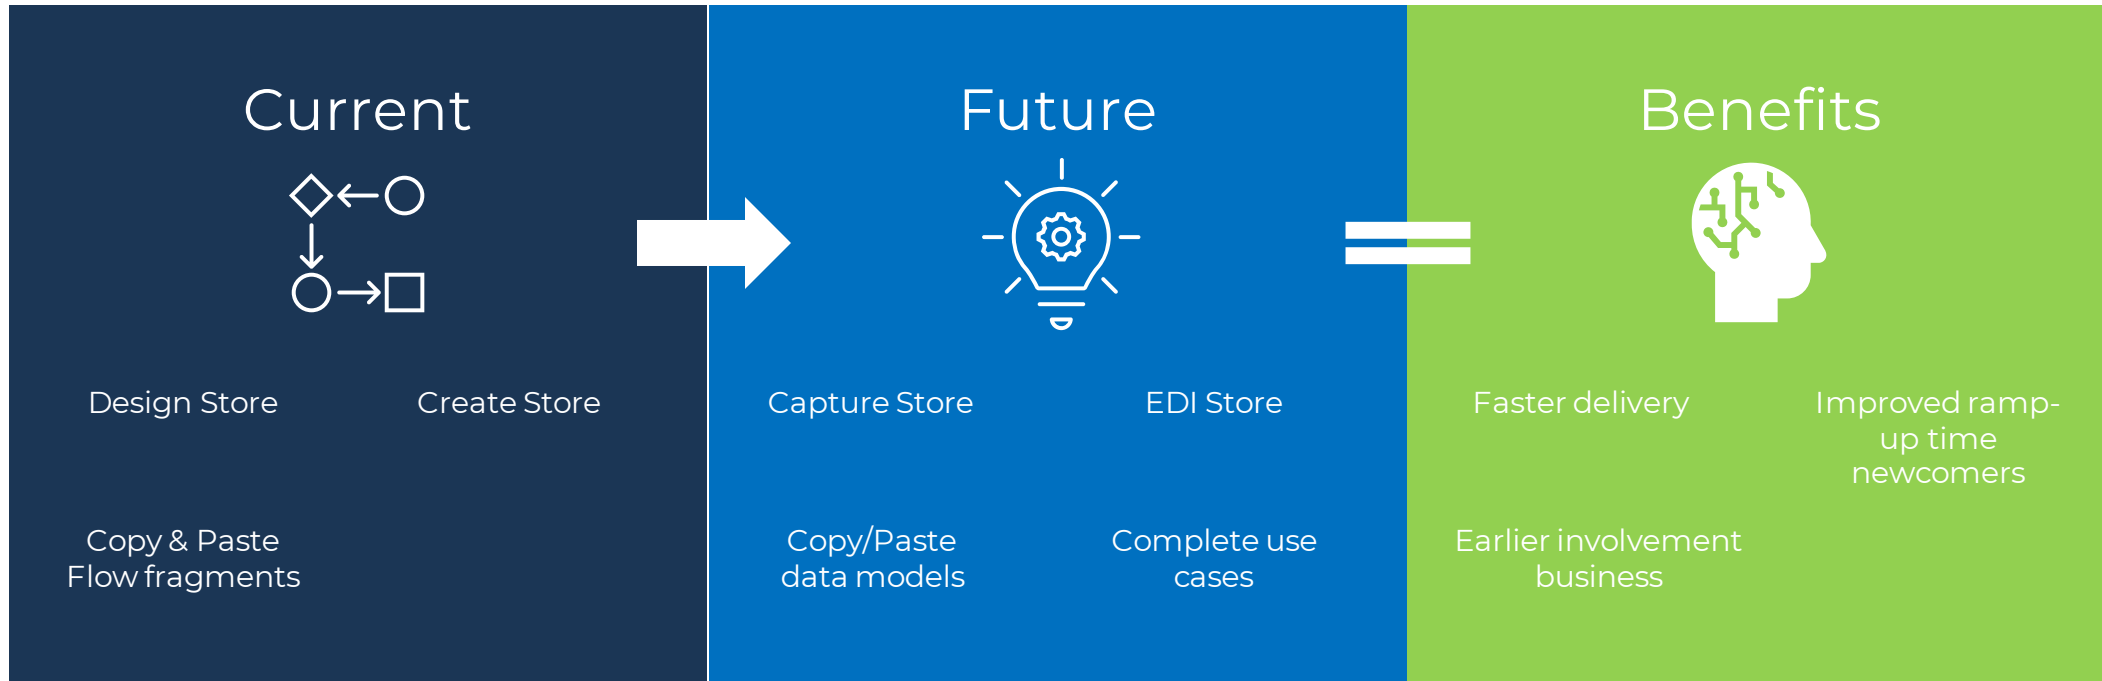 Current
Design Store
Create Store
Copy & Paste
Flow fragments
Future
Capture Store
EDI Store
Copy/Paste
data models
Complete use
cases
Benefits
Faster delivery
Improved ramp-
up time
newcomers
Earlier involvement
business